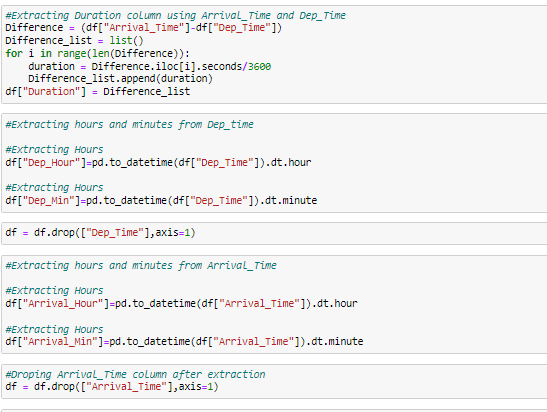 #Extracting Duration column using Arrival_Time and Dep_Time
Difference = (df["Arrival_Time"]-df["Dep_Time"])
Difference_list = list()
for i in range(len(Difference)):
    duration = Difference.iloc[i].seconds/3600
    Difference_list.append(duration)
df["Duration"] = Difference_list
#Extracting hours and minutes from Dep_time
#Extracting Hours
df["Dep_Hour"]=pd.to_datetime(df["Dep_Time"]).dt.hour
#Extracting Hours
df["Dep_Min"]=pd.to_datetime(df["Dep_Time"]).dt.minute
df = df.drop(["Dep_Time"],axis=1)
#Extracting hours and minutes from Arrival_Time
#Extracting Hours
df["Arrival_Hour"]=pd.to_datetime(df["Arrival_Time"]).dt.hour
#Extracting Hours
df["Arrival_Min"]=pd.to_datetime(df["Arrival_Time"]).dt.minute
#Droping Arrival_Time column after extraction
df = df.drop(["Arrival_Time"],axis=1)